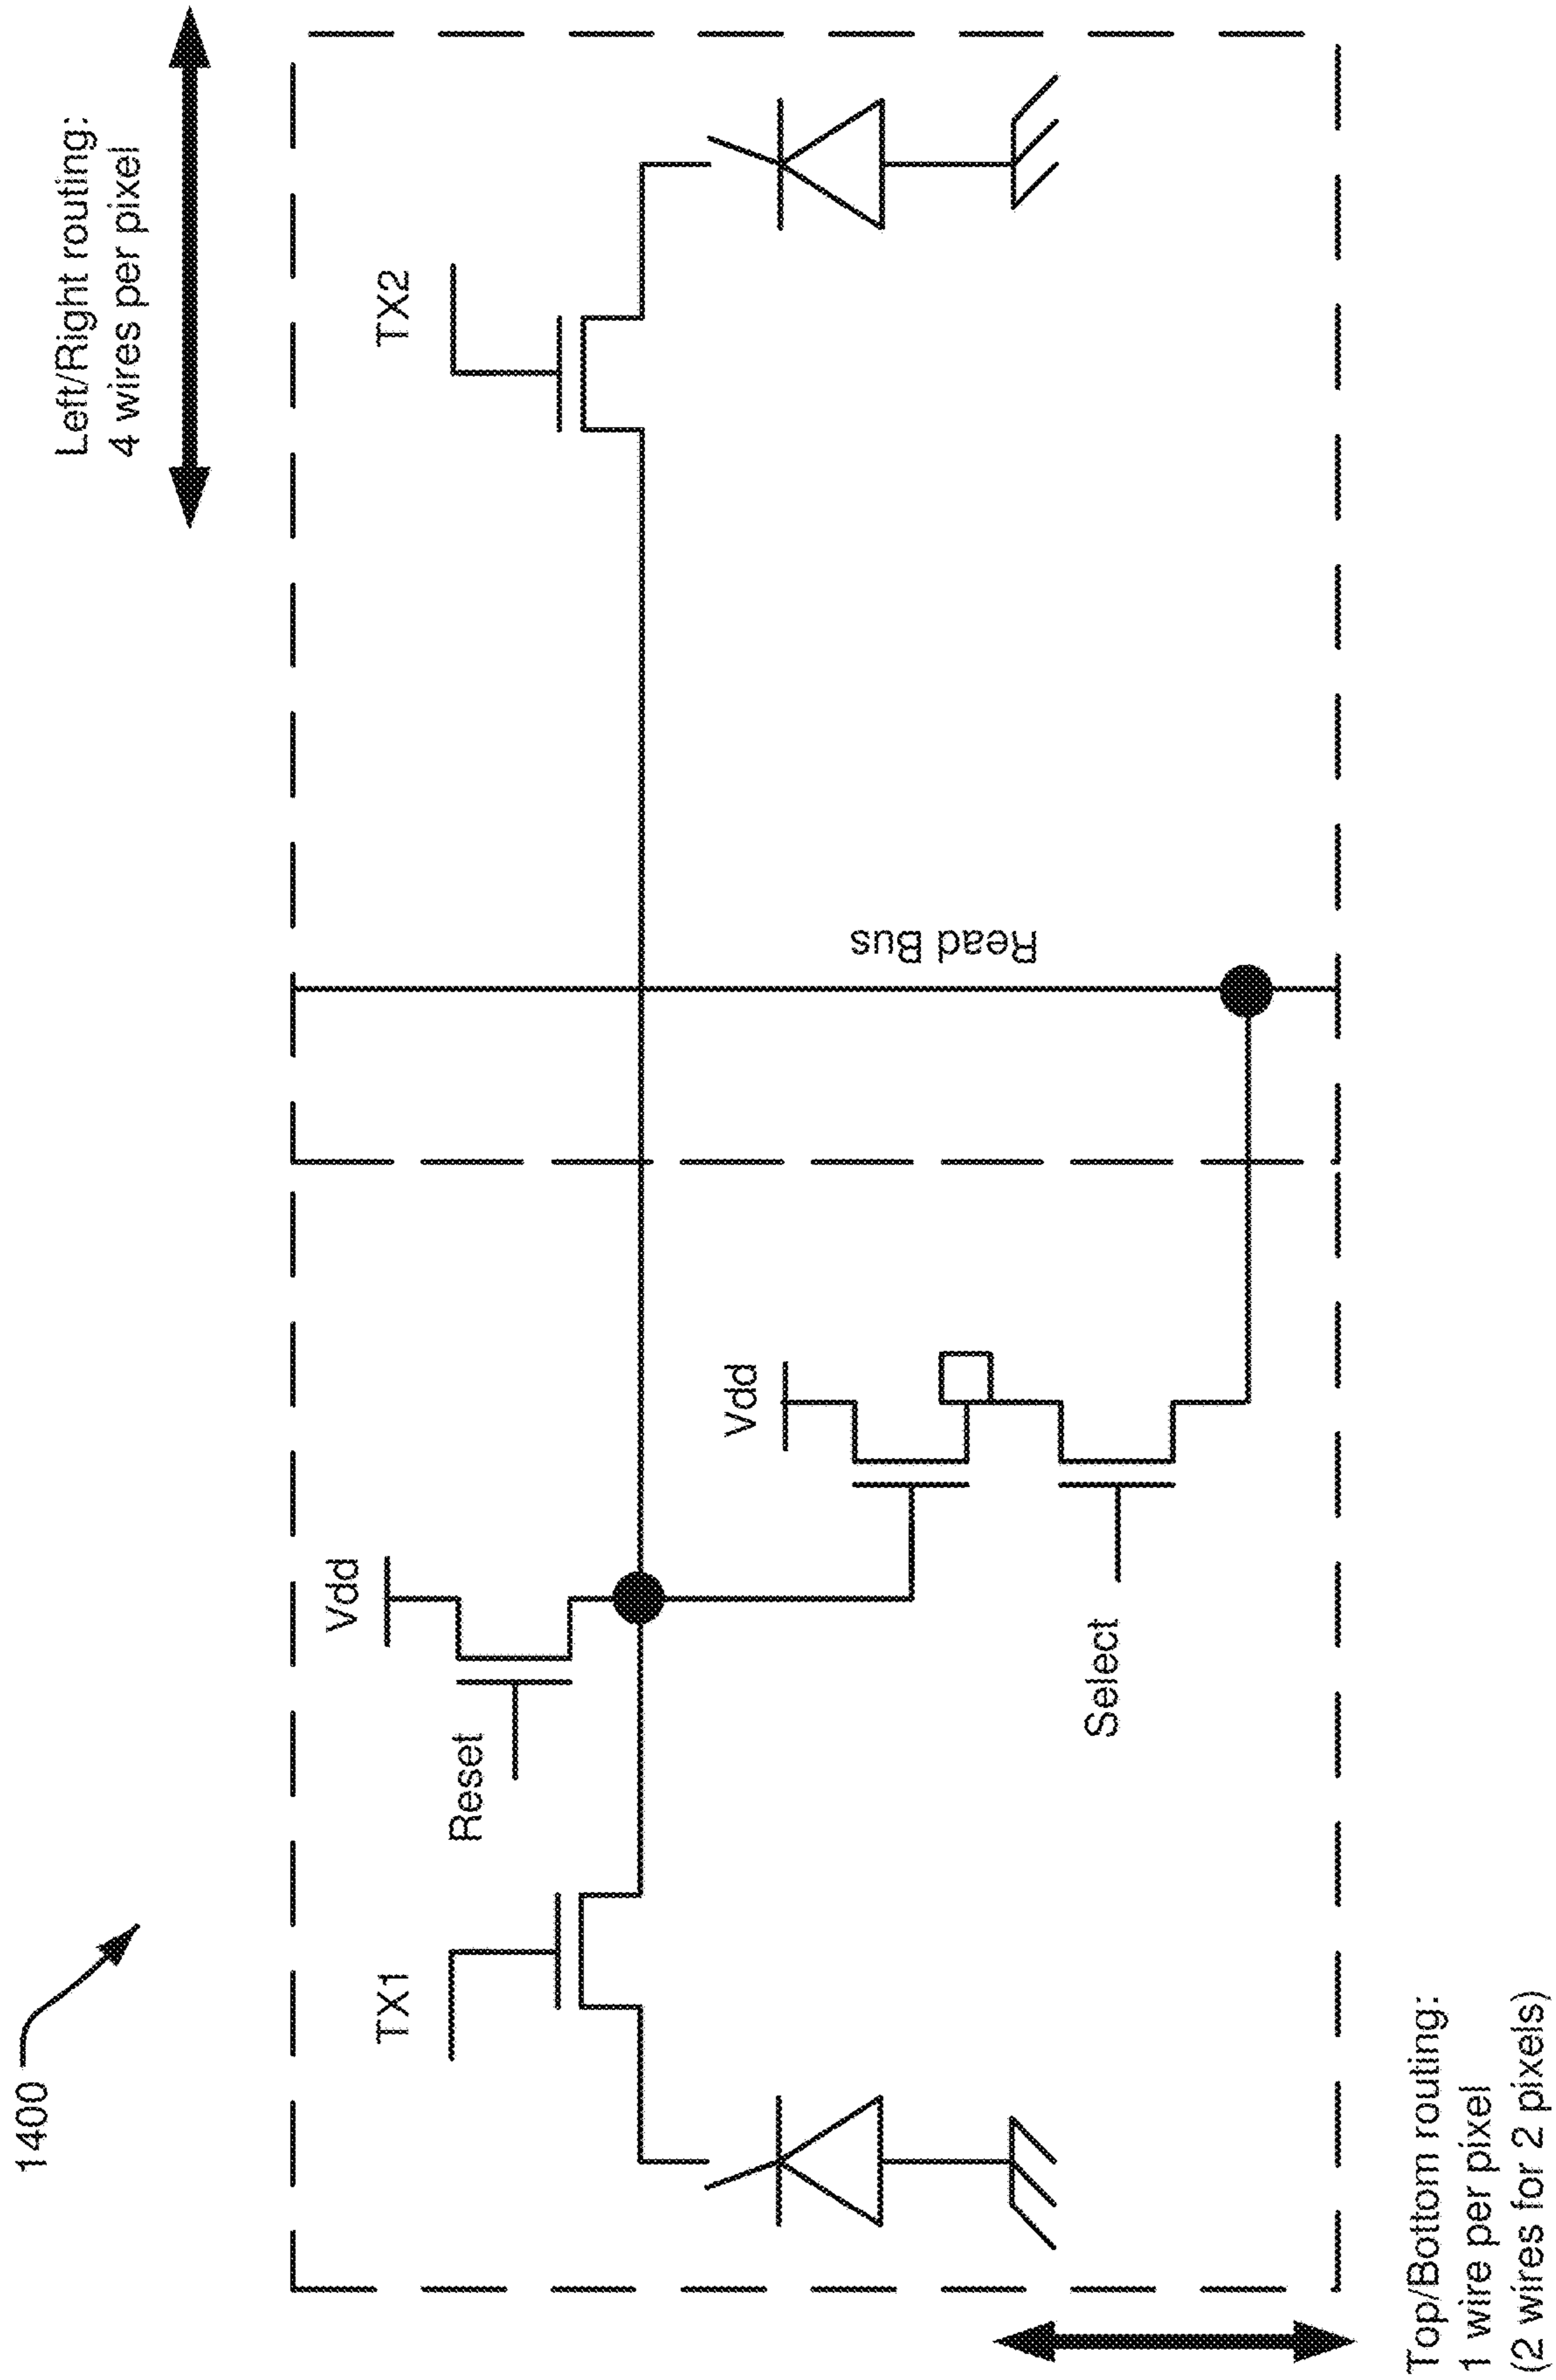 1400
Left/Right routing:
4 wires per pixel
TX1
Reset
Vdd
TX2
Vdd
Select
Read Bus
Top/Bottom routing:
1 wire per pixel
(2 wires for 2 pixels)